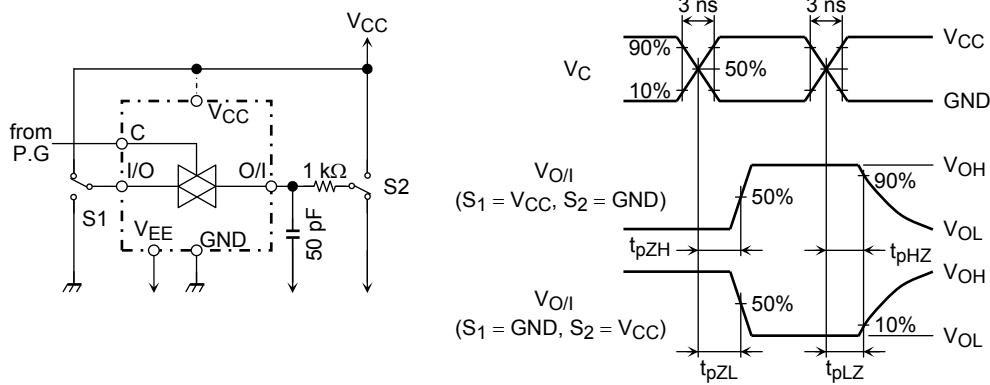 VCC
VCC
from
P.G
C
I/O
O/I
1 kΩ
S2
S1
50 pF
VEE
GND
3 ns
3 ns
VC
90%
10%
50%
VCC
GND
VO/I
(S1 = VCC, S2 = GND)
50%
VOH
90%
VOL
tpZH
tpHZ
VO/I
(S1 = GND, S2 = VCC)
50%
VOH
10%
VOL
tpZL
tpLZ